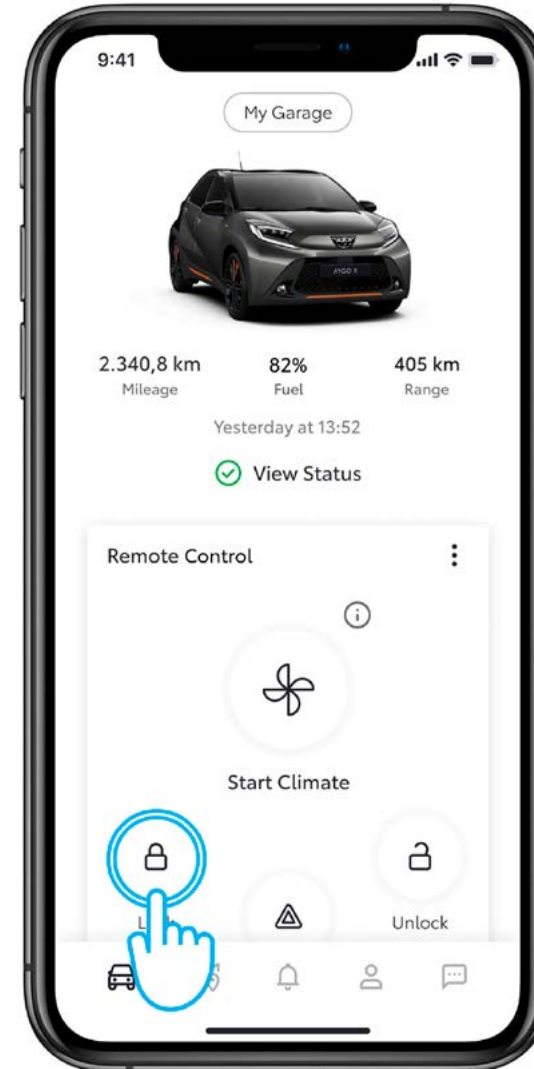 9:41
My Garage
AYGO X
2.340,8 km 82% 405 km
Mileage Fuel Range
Yesterday at 13:52
View Status
Remote Control
Start Climate
Unlock